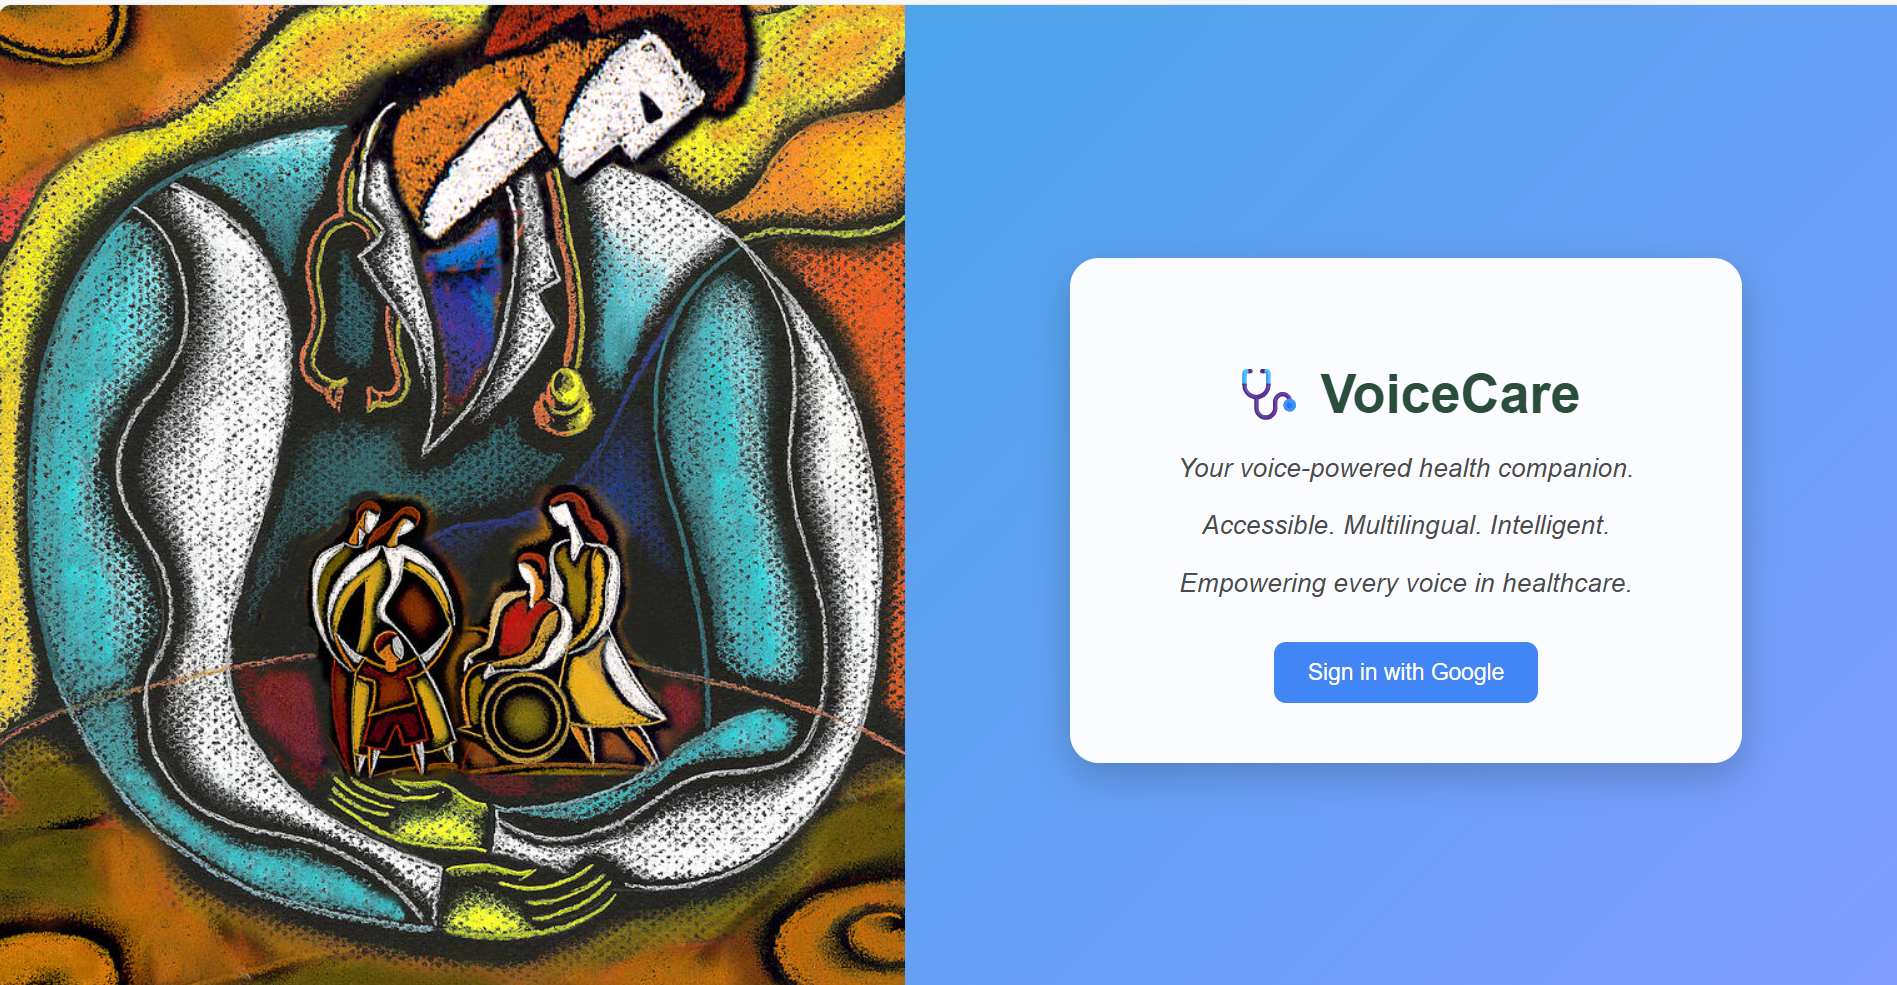 VoiceCare
Your voice-powered health companion.
Accessible. Multilingual. Intelligent.
Empowering every voice in healthcare.
Sign in with Google